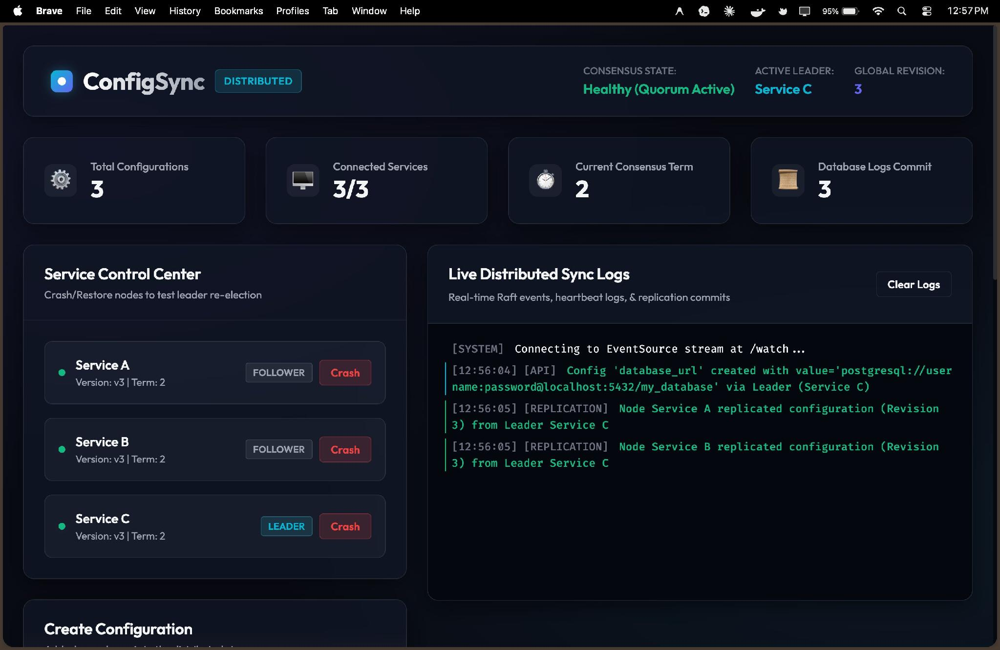 Brave File Edit View History Bookmarks Profiles Tab Window Help 95% 12:57 PM
ConfigSync DISTRIBUTED
CONSENSUS STATE: ACTIVE LEADER: GLOBAL REVISION:
Healthy (Quorum Active) Service C 3
Total Configurations
3
Connected Services
3/3
Current Consensus Term
2
Database Logs Commit
3
Service Control Center
Crash/Restore nodes to test leader re-election
Service A
Version: v3 | Term: 2
FOLLOWER Crash
Service B
Version: v3 | Term: 2
FOLLOWER Crash
Service C
Version: v3 | Term: 2
LEADER Crash
Create Configuration
Live Distributed Sync Logs
Real-time Raft events, heartbeat logs, & replication commits
Clear Logs
[SYSTEM] Connecting to EventSource stream at /watch...
[12:56:04] [API] Config 'database_url' created with value='postgresql://user
name:password@localhost:5432/my_database' via Leader (Service C)
[12:56:05] [REPLICATION] Node Service A replicated configuration (Revision
3) from Leader Service C
[12:56:05] [REPLICATION] Node Service B replicated configuration (Revision
3) from Leader Service C